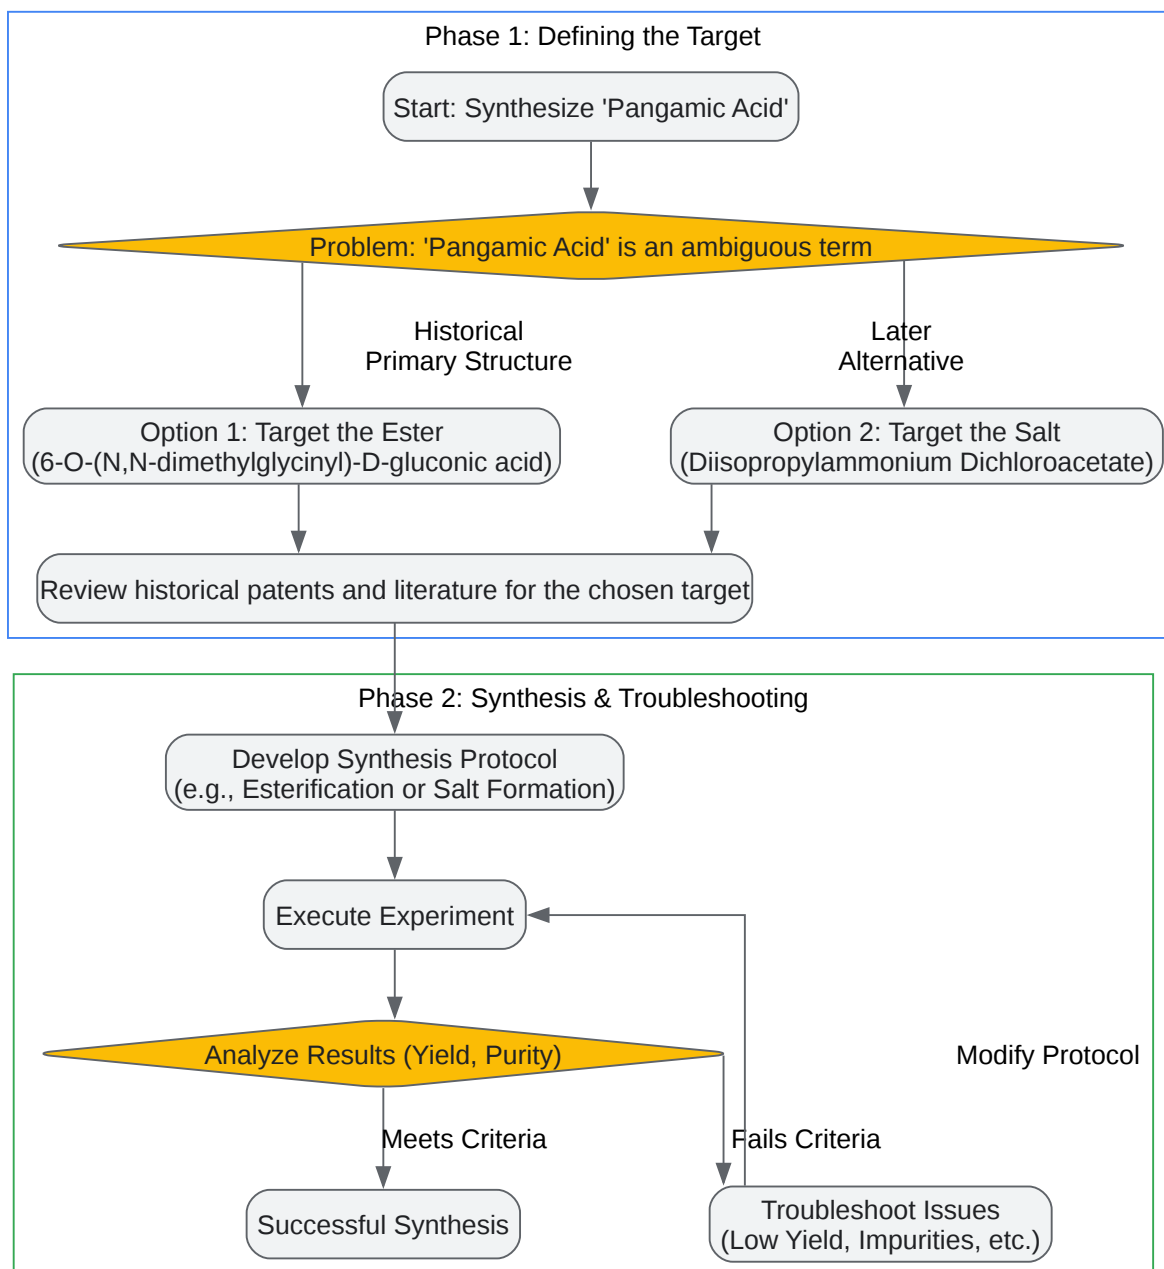 Phase 1: Defining the Target
Start: Synthesize 'Pangamic Acid'
Problem: 'Pangamic Acid' is an ambiguous term
Historical
Primary Structure
Later
Alternative
Option 1: Target the Ester
(6-O-(N,N-dimethylglycinyl)-D-gluconic acid)
Option 2: Target the Salt
(Diisopropylammonium Dichloroacetate)
Review historical patents and literature for the chosen target
Phase 2: Synthesis & Troubleshooting
Develop Synthesis Protocol
(e.g., Esterification or Salt Formation)
Execute Experiment
Analyze Results (Yield, Purity)
Modify Protocol
Meets Criteria
Fails Criteria
Successful Synthesis
Troubleshoot Issues
(Low Yield, Impurities, etc.)